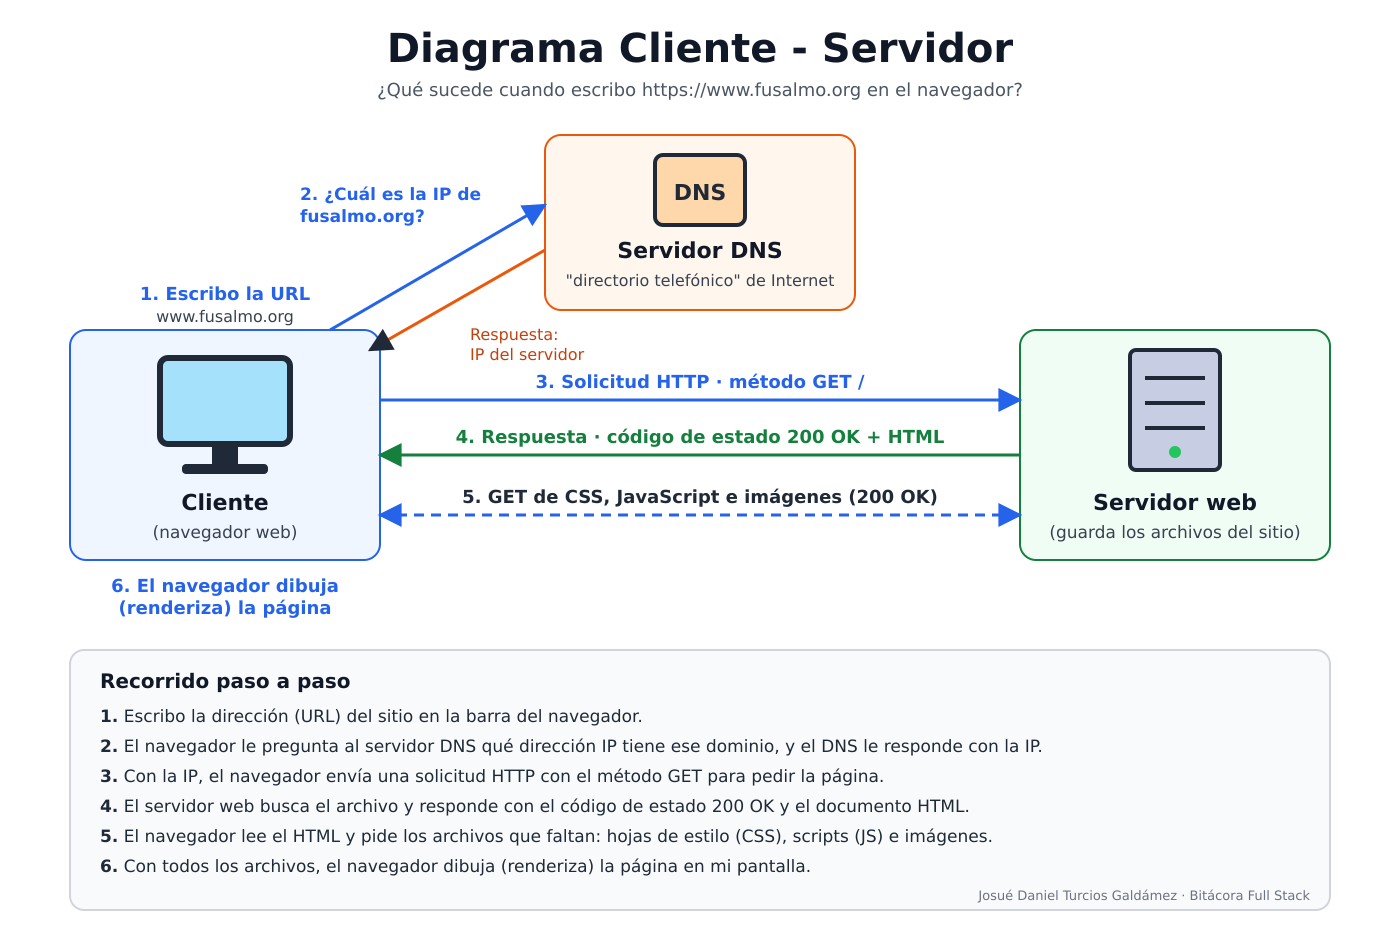 Diagrama Cliente - Servidor
¿Qué sucede cuando escribo https://www.fusalmo.org en el navegador?
DNS
Servidor DNS
"directorio telefónico" de Internet
2. ¿Cuál es la IP de
fusalmo.org?
1. Escribo la URL
www.fusalmo.org
Respuesta:
IP del servidor
3. Solicitud HTTP · método GET /
4. Respuesta · código de estado 200 OK + HTML
5. GET de CSS, JavaScript e imágenes (200 OK)
Cliente
(navegador web)
Servidor web
(guarda los archivos del sitio)
6. El navegador dibuja
(renderiza) la página
Recorrido paso a paso
1. Escribo la dirección (URL) del sitio en la barra del navegador.
2. El navegador le pregunta al servidor DNS qué dirección IP tiene ese dominio, y el DNS le responde con la IP.
3. Con la IP, el navegador envía una solicitud HTTP con el método GET para pedir la página.
4. El servidor web busca el archivo y responde con el código de estado 200 OK y el documento HTML.
5. El navegador lee el HTML y pide los archivos que faltan: hojas de estilo (CSS), scripts (JS) e imágenes.
6. Con todos los archivos, el navegador dibuja (renderiza) la página en mi pantalla.
Josué Daniel Turcios Galdámez · Bitácora Full Stack